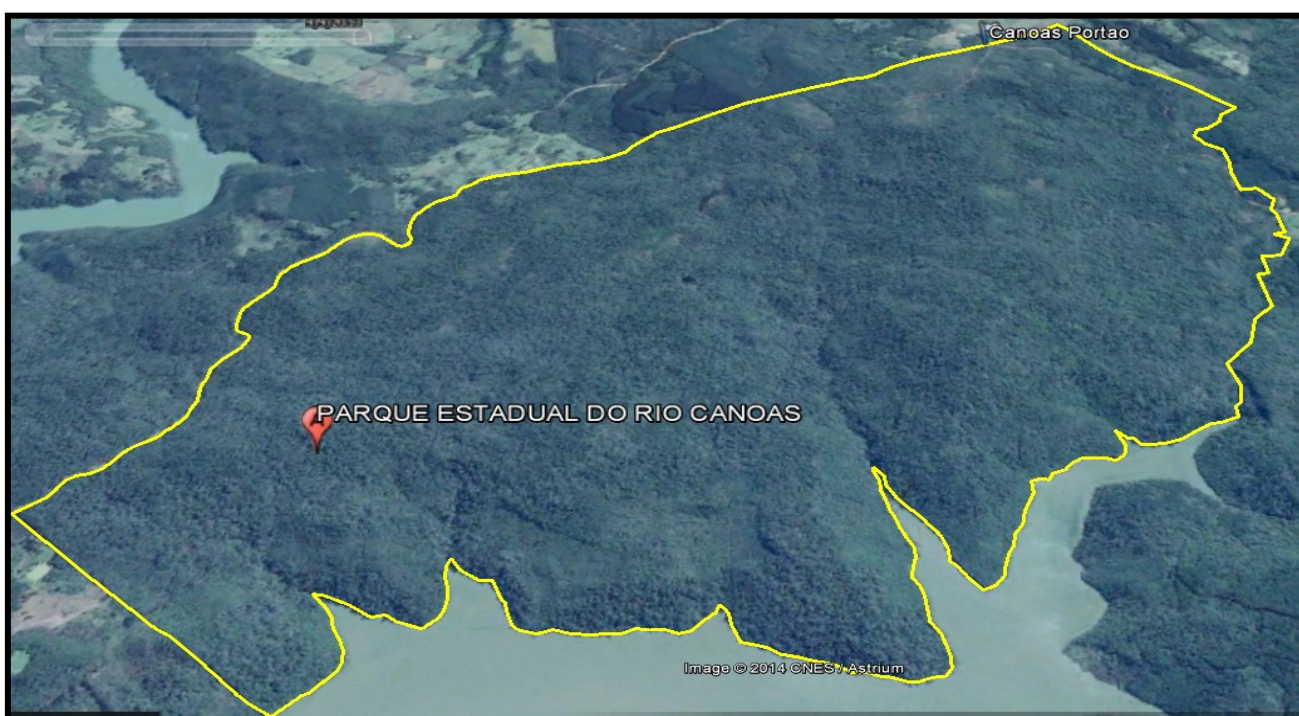 Canoas Portao
PARQUE ESTADUAL DO RIO CANOAS
Image © 2014 CNES / Astrium